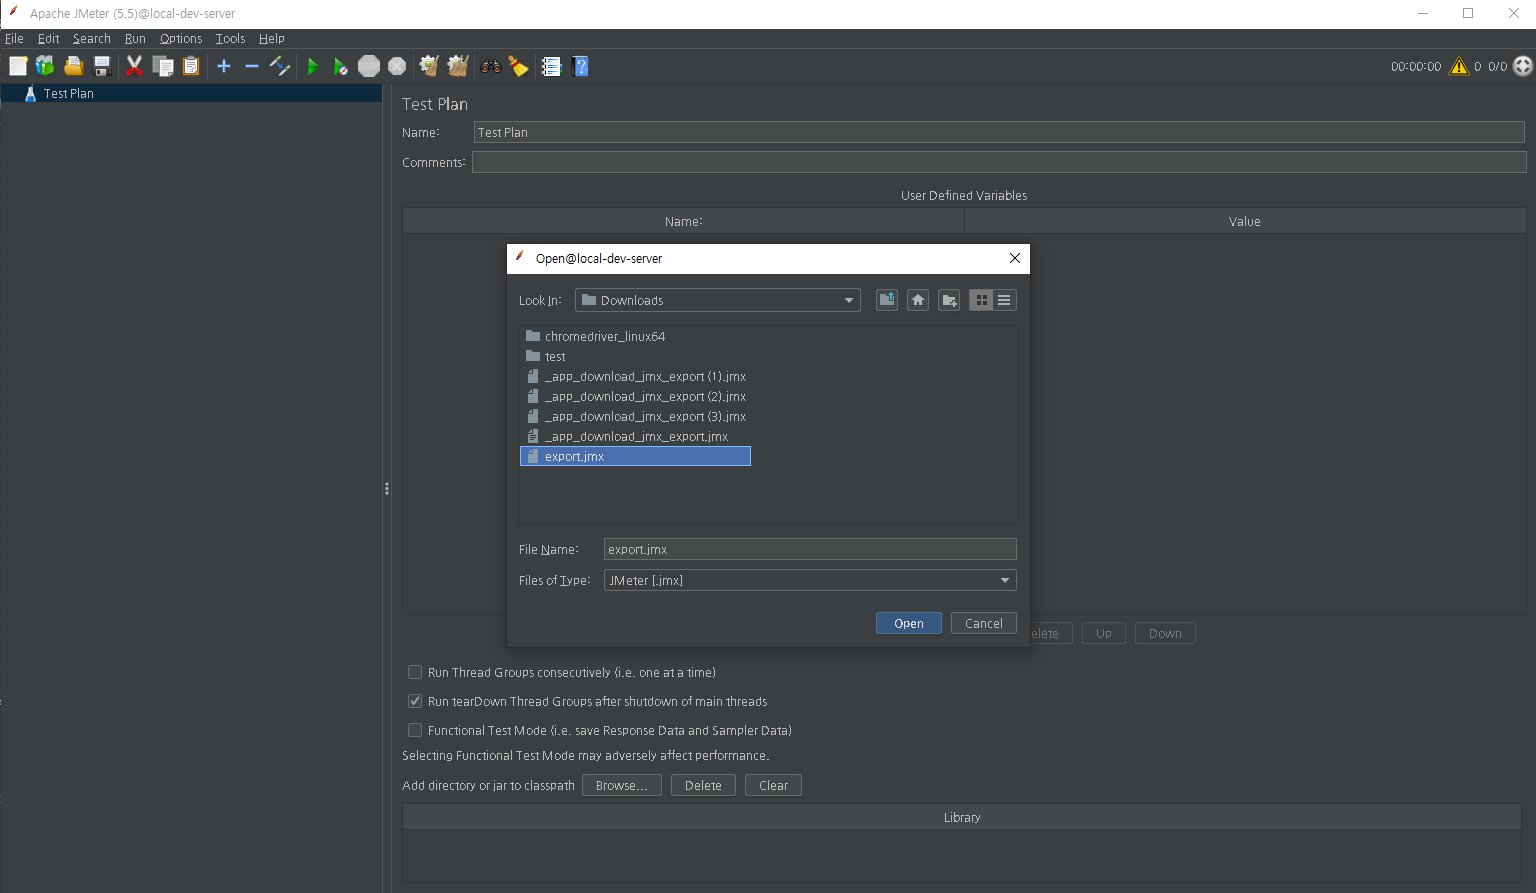 Apache JMeter (5.5)@local-dev-server
File Edit Search Run Options Tools Help
STOP
?
00:00:00 0 0/0
Test Plan
Test Plan
Name: Test Plan
Comments:
User Defined Variables
Name: Value
Open@local-dev-server
Look In: Downloads
chromedriver_linux64
test
_app_download_jmx_export (1).jmx
_app_download_jmx_export (2).jmx
_app_download_jmx_export (3).jmx
_app_download_jmx_export.jmx
export.jmx
File Name: export.jmx
Files of Type: JMeter [.jmx]
Open Cancel
elete Up Down
Run Thread Groups consecutively (i.e. one at a time)
Run tearDown Thread Groups after shutdown of main threads
Functional Test Mode (i.e. save Response Data and Sampler Data)
Selecting Functional Test Mode may adversely affect performance.
Add directory or jar to classpath Browse... Delete Clear
Library